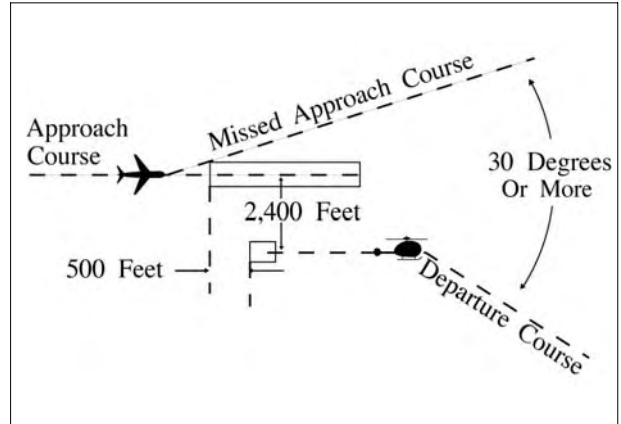 Missed Approach Course
Approach
Course
30 Degrees
Or More
2,400 Feet
500 Feet
Departure Course